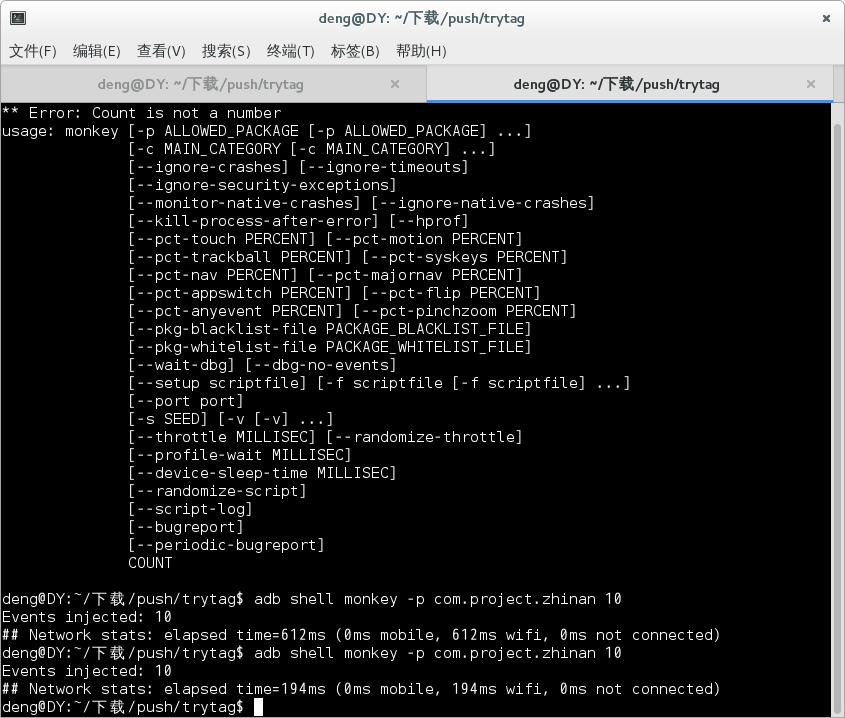 deng@DY: ~/下载/push/trytag
文件(F) 编辑(E) 查看(V) 搜索(S) 终端(T) 标签(B) 帮助(H)
deng@DY: ~/下载/push/trytag deng@DY: ~/下载/push/trytag
** Error: Count is not a number
usage: monkey [-p ALLOWED_PACKAGE [-p ALLOWED_PACKAGE] ...]
              [-c MAIN_CATEGORY [-c MAIN_CATEGORY] ...]
              [--ignore-crashes] [--ignore-timeouts]
              [--ignore-security-exceptions]
              [--monitor-native-crashes] [--ignore-native-crashes]
              [--kill-process-after-error] [--hprof]
              [--pct-touch PERCENT] [--pct-motion PERCENT]
              [--pct-trackball PERCENT] [--pct-syskeys PERCENT]
              [--pct-nav PERCENT] [--pct-majornav PERCENT]
              [--pct-appswitch PERCENT] [--pct-flip PERCENT]
              [--pct-anyevent PERCENT] [--pct-pinchzoom PERCENT]
              [--pkg-blacklist-file PACKAGE_BLACKLIST_FILE]
              [--pkg-whitelist-file PACKAGE_WHITELIST_FILE]
              [--wait-dbg] [--dbg-no-events]
              [--setup scriptfile] [-f scriptfile [-f scriptfile] ...]
              [--port port]
              [-s SEED] [-v [-v] ...]
              [--throttle MILLISEC] [--randomize-throttle]
              [--profile-wait MILLISEC]
              [--device-sleep-time MILLISEC]
              [--randomize-script]
              [--script-log]
              [--bugreport]
              [--periodic-bugreport]
              COUNT
deng@DY:~/下载/push/trytag$ adb shell monkey -p com.project.zhinan 10
Events injected: 10
## Network stats: elapsed time=612ms (0ms mobile, 612ms wifi, 0ms not connected)
deng@DY:~/下载/push/trytag$ adb shell monkey -p com.project.zhinan 10
Events injected: 10
## Network stats: elapsed time=194ms (0ms mobile, 194ms wifi, 0ms not connected)
deng@DY:~/下载/push/trytag$